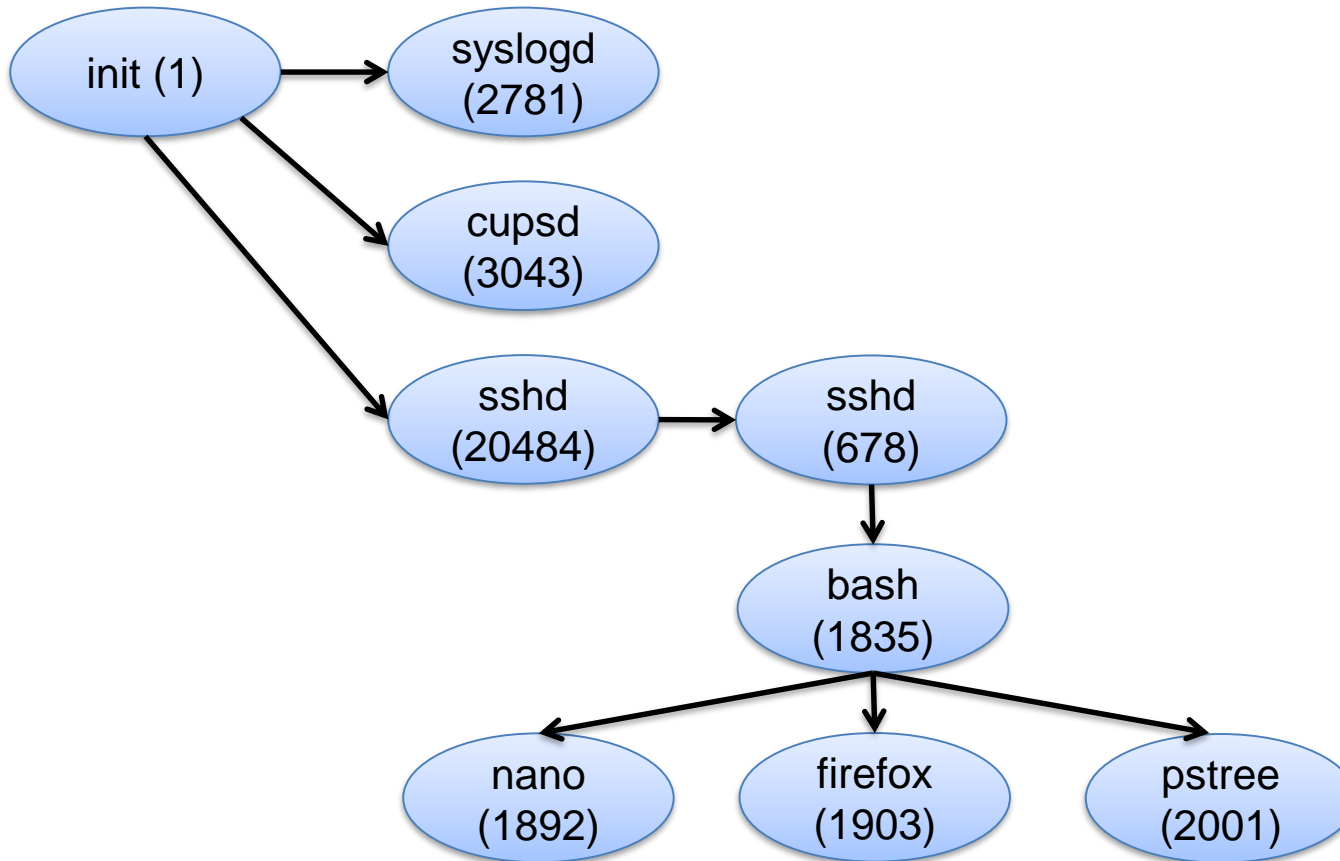 init (1)
syslogd
(2781)
cupsd
(3043)
sshd
(20484)
sshd
(678)
bash
(1835)
nano
(1892)
firefox
(1903)
pstree
(2001)